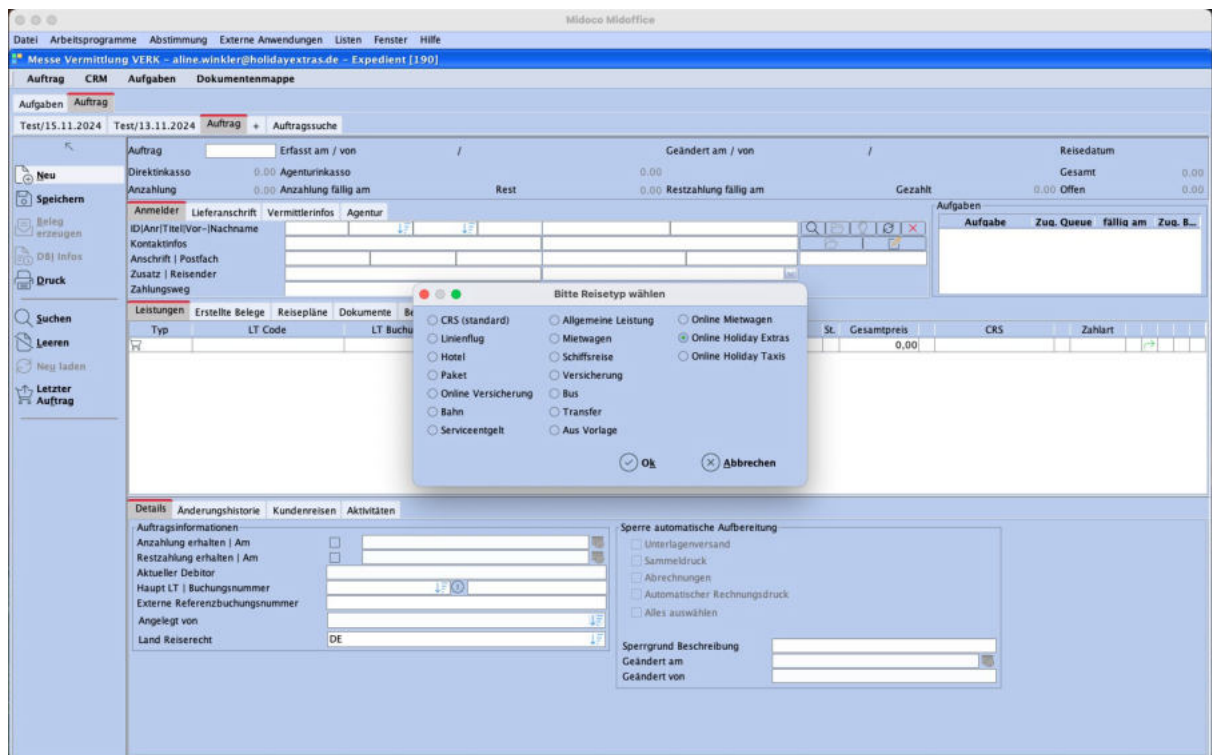 Midoco Midoffice
Datei Arbeitsprogramme Abstimmung Externe Anwendungen Listen Fenster Hilfe
Messe Vermittlung VERK - aline.winkler@holidayextras.de - Expedient [190]
Auftrag CRM Aufgaben Dokumentenmappe
Aufgaben Auftrag
Test/15.11.2024 Test/13.11.2024 Auftrag + Auftragssuche
Auftrag Erfasst am / von / Geändert am / von / Reisedatum
Direktinkasso 0.00 Agenturinkasso 0.00 Gesamt 0.00
Anzahlung 0.00 Anzahlung fällig am Rest 0.00 Restzahlung fällig am Gezahlt 0.00 Offen 0.00
Neu
Speichern
Beleg erzeugen
DBJ Infos
Druck
Suchen
Leeren
Neu laden
Letzter Auftrag
Anmelder Lieferanschrift Vermittlerinfos Agentur
ID|Anr|Titel|Vor-|Nachname
Kontaktinfos
Anschrift | Postfach
Zusatz | Reisender
Zahlungsweg
Aufgaben
Aufgabe Zug. Queue fällig am Zug. B...
Leistungen Erstellte Belege Reisepläne Dokumente
Typ LT Code St. Gesamtpreis CRS Zahlart
0,00
Bitte Reisetyp wählen
CRS (standard) Allgemeine Leistung Online Mietwagen
Linienflug Mietwagen Online Holiday Extras
Hotel Schiffsreise Online Holiday Taxis
Paket Versicherung
Online Versicherung Bus
Bahn Transfer
Serviceentgelt Aus Vorlage
Ok Abbrechen
Details Änderungshistorie Kundenreisen Aktivitäten
Auftragsinformationen
Anzahlung erhalten | Am
Restzahlung erhalten | Am
Aktueller Debitor
Haupt LT | Buchungsnummer
Externe Referenzbuchungsnummer
Angelegt von
Land Reiserecht DE
Sperre automatische Aufbereitung
Unterlagenversand
Sammeldruck
Abrechnungen
Automatischer Rechnungsdruck
Alles auswählen
Sperrgrund Beschreibung
Geändert am
Geändert von